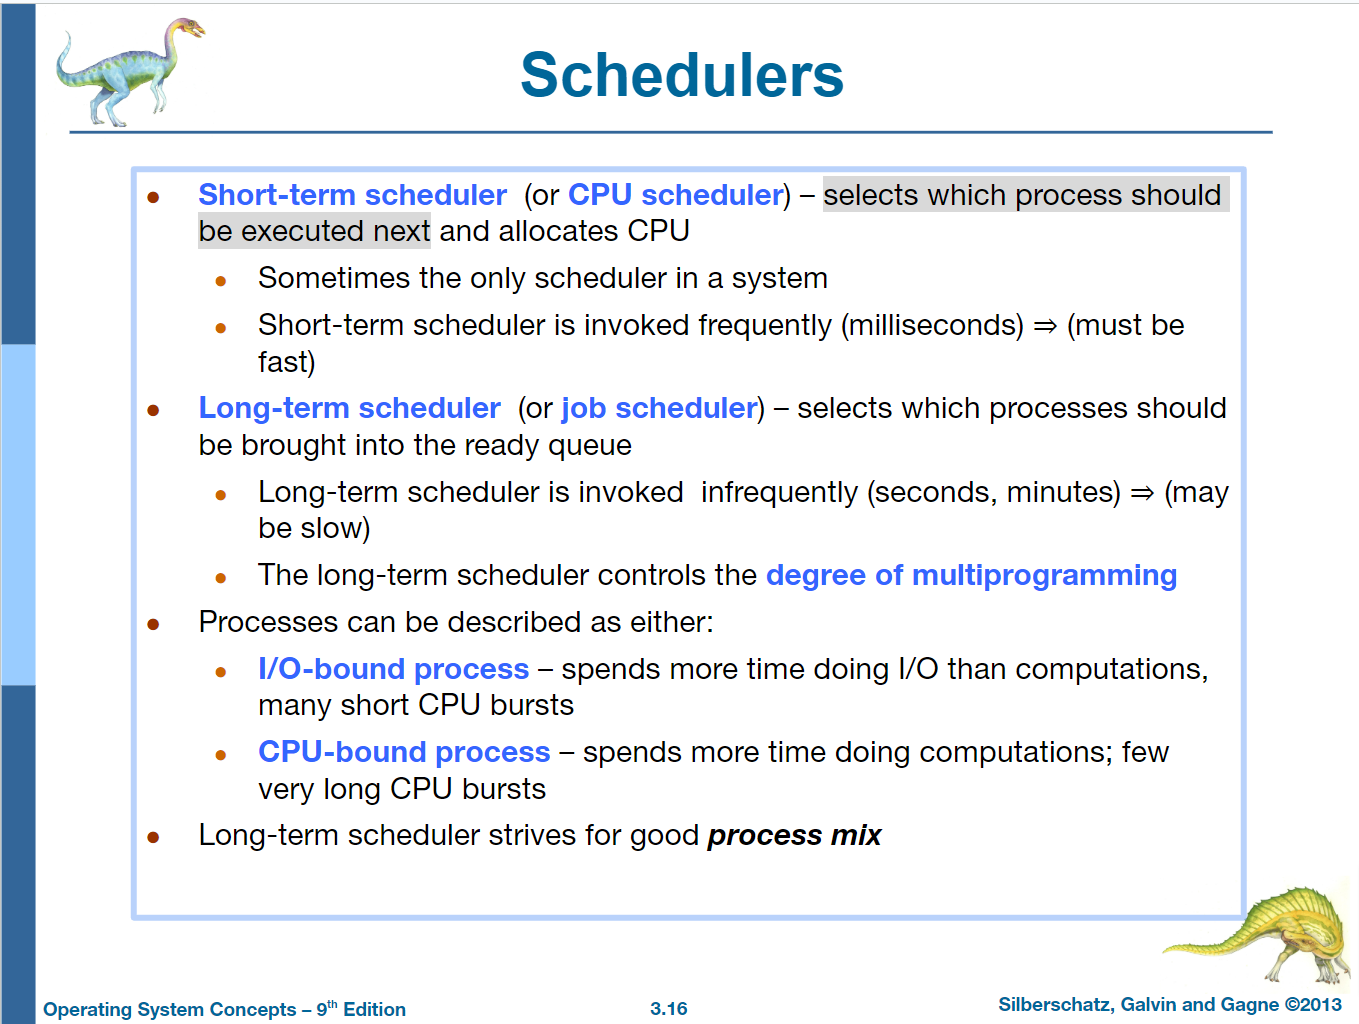 Schedulers
● Short-term scheduler (or CPU scheduler) – selects which process should
be executed next and allocates CPU
● Sometimes the only scheduler in a system
● Short-term scheduler is invoked frequently (milliseconds) ⇒ (must be
fast)
● Long-term scheduler (or job scheduler) – selects which processes should
be brought into the ready queue
● Long-term scheduler is invoked infrequently (seconds, minutes) ⇒ (may
be slow)
● The long-term scheduler controls the degree of multiprogramming
● Processes can be described as either:
● I/O-bound process – spends more time doing I/O than computations,
many short CPU bursts
● CPU-bound process – spends more time doing computations; few
very long CPU bursts
● Long-term scheduler strives for good process mix
Operating System Concepts – 9th Edition
3.16
Silberschatz, Galvin and Gagne ©2013